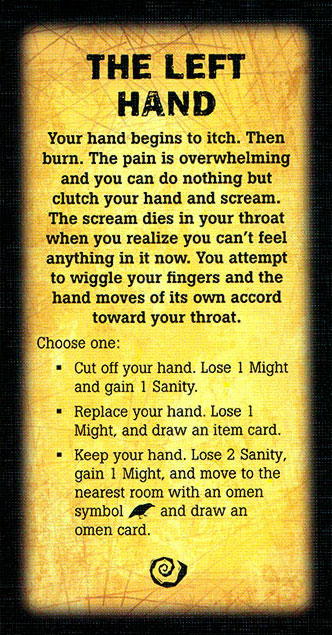 THE LEFT
HAND
Your hand begins to itch. Then
burn. The pain is overwhelming
and you can do nothing but
clutch your hand and scream.
The scream dies in your throat
when you realize you can't feel
anything in it now. You attempt
to wiggle your fingers and the
hand moves of its own accord
toward your throat.
Choose one:
▪ Cut off your hand. Lose 1 Might
and gain 1 Sanity.
▪ Replace your hand. Lose 1
Might, and draw an item card.
▪ Keep your hand. Lose 2 Sanity,
gain 1 Might, and move to the
nearest room with an omen
symbol and draw an
omen card.